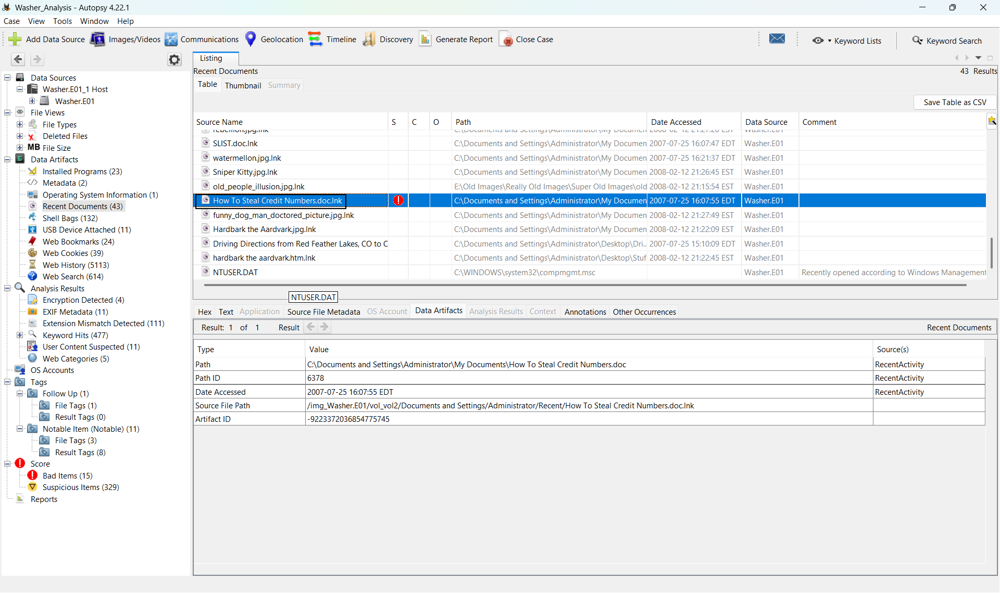 Washer_Analysis - Autopsy 4.22.1
Case View Tools Window Help
Add Data Source Images/Videos Communications Geolocation Timeline Discovery Generate Report Close Case Keyword Lists Keyword Search
Listing
Recent Documents 43 Results
Table Thumbnail Summary
Save Table as CSV
Data Sources
Washer.E01_1 Host
Washer.E01
File Views
File Types
Deleted Files
MB File Size
Data Artifacts
Installed Programs (23)
Metadata (2)
Operating System Information (1)
Recent Documents (43)
Shell Bags (132)
USB Device Attached (11)
Web Bookmarks (24)
Web Cookies (39)
Web History (5113)
Web Search (614)
Analysis Results
Encryption Detected (4)
EXIF Metadata (11)
Extension Mismatch Detected (111)
Keyword Hits (477)
User Content Suspected (11)
Web Categories (5)
OS Accounts
Tags
Follow Up (1)
File Tags (1)
Result Tags (0)
Notable Item (Notable) (11)
File Tags (3)
Result Tags (8)
Score
Bad Items (15)
Suspicious Items (329)
Reports
Source Name S C O Path Date Accessed Data Source Comment
rebellion.jpg.lnk C:\Documents and Settings\Administrator\My Documen 2008-02-12 21:27:20 EST Washer.E01
SLIST.doc.lnk C:\Documents and Settings\Administrator\My Documen 2007-07-25 16:07:47 EDT Washer.E01
watermellon.jpg.lnk C:\Documents and Settings\Administrator\My Documen 2007-07-25 16:21:37 EDT Washer.E01
Sniper Kitty.jpg.lnk C:\Documents and Settings\Administrator\My Documen 2008-02-12 21:26:45 EST Washer.E01
old_people_illusion.jpg.lnk E:\Old Images\Really Old Images\Super Old Images\old 2008-02-12 21:15:54 EST Washer.E01
How To Steal Credit Numbers.doc.lnk C:\Documents and Settings\Administrator\My Documen 2007-07-25 16:07:55 EDT Washer.E01
funny_dog_man_doctored_picture.jpg.lnk C:\Documents and Settings\Administrator\My Documen 2008-02-12 21:27:49 EST Washer.E01
Hardbark the Aardvark.jpg.lnk C:\Documents and Settings\Administrator\My Documen 2008-02-12 21:22:09 EST Washer.E01
Driving Directions from Red Feather Lakes, CO to C C:\Documents and Settings\Administrator\Desktop\Dri... 2007-07-25 15:10:09 EDT Washer.E01
hardbark the aardvark.htm.lnk C:\Documents and Settings\Administrator\Desktop\Stuf 2008-02-12 21:22:45 EST Washer.E01
NTUSER.DAT C:\WINDOWS\system32\compmgmt.msc Washer.E01 Recently opened according to Windows Management
NTUSER.DAT
Hex Text Application Source File Metadata OS Account Data Artifacts Analysis Results Context Annotations Other Occurrences
Result: 1 of 1 Result Recent Documents
Type Value Source(s)
Path C:\Documents and Settings\Administrator\My Documents\How To Steal Credit Numbers.doc RecentActivity
Path ID 6378 RecentActivity
Date Accessed 2007-07-25 16:07:55 EDT RecentActivity
Source File Path /img_Washer.E01/vol_vol2/Documents and Settings/Administrator/Recent/How To Steal Credit Numbers.doc.lnk
Artifact ID -9223372036854775745